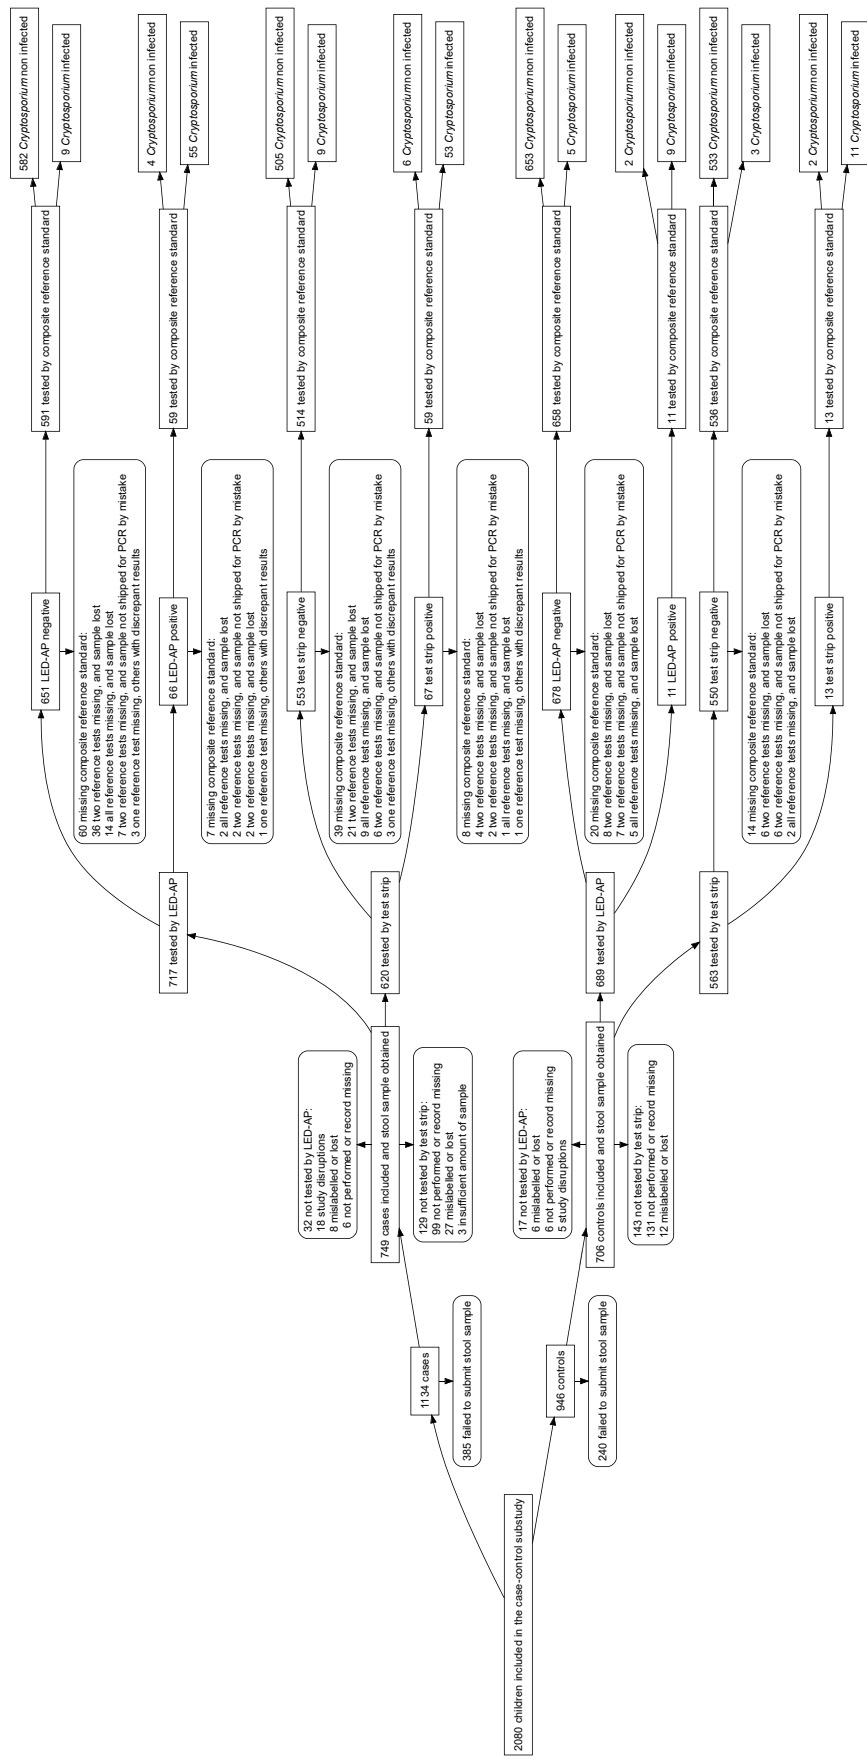 2080 children included in the case-control substudy
1134 cases
385 failed to submit stool sample
946 controls
240 failed to submit stool sample
32 not tested by LED-AP:
18 study disruptions
8 mislabelled or lost
6 not performed or record missing
749 cases included and stool sample obtained
129 not tested by test strip:
99 not performed or record missing
27 mislabelled or lost
3 insufficient amount of sample
17 not tested by LED-AP:
6 mislabelled or lost
6 not performed or record missing
5 study disruptions
706 controls included and stool sample obtained
143 not tested by test strip:
131 not performed or record missing
12 mislabelled or lost
717 tested by LED-AP
620 tested by test strip
689 tested by LED-AP
563 tested by test strip
651 LED-AP negative
60 missing composite reference standard:
36 two reference tests missing, and sample lost
14 all reference tests missing, and sample lost
7 two reference tests missing, and sample not shipped for PCR by mistake
3 one reference test missing, others with discrepant results
66 LED-AP positive
7 missing composite reference standard:
2 all reference tests missing, and sample lost
2 two reference tests missing, and sample not shipped for PCR by mistake
2 two reference tests missing, and sample lost
1 one reference test missing, others with discrepant results
553 test strip negative
39 missing composite reference standard:
21 two reference tests missing, and sample lost
9 all reference tests missing, and sample lost
6 two reference tests missing, and sample not shipped for PCR by mistake
3 one reference test missing, others with discrepant results
67 test strip positive
8 missing composite reference standard:
4 two reference tests missing, and sample lost
2 two reference tests missing, and sample not shipped for PCR by mistake
1 all reference tests missing, and sample lost
1 one reference test missing, others with discrepant results
678 LED-AP negative
20 missing composite reference standard:
8 two reference tests missing, and sample lost
7 two reference tests missing, and sample not shipped for PCR by mistake
5 all reference tests missing, and sample lost
11 LED-AP positive
550 test strip negative
14 missing composite reference standard:
6 two reference tests missing, and sample lost
6 two reference tests missing, and sample not shipped for PCR by mistake
2 all reference tests missing, and sample lost
13 test strip positive
591 tested by composite reference standard
59 tested by composite reference standard
514 tested by composite reference standard
59 tested by composite reference standard
658 tested by composite reference standard
11 tested by composite reference standard
536 tested by composite reference standard
13 tested by composite reference standard
582 Cryptosporium non infected
9 Cryptosporium infected
4 Cryptosporium non infected
55 Cryptosporium infected
505 Cryptosporium non infected
9 Cryptosporium infected
6 Cryptosporium non infected
53 Cryptosporium infected
653 Cryptosporium non infected
5 Cryptosporium infected
2 Cryptosporium non infected
9 Cryptosporium infected
533 Cryptosporium non infected
3 Cryptosporium infected
2 Cryptosporium non infected
11 Cryptosporium infected